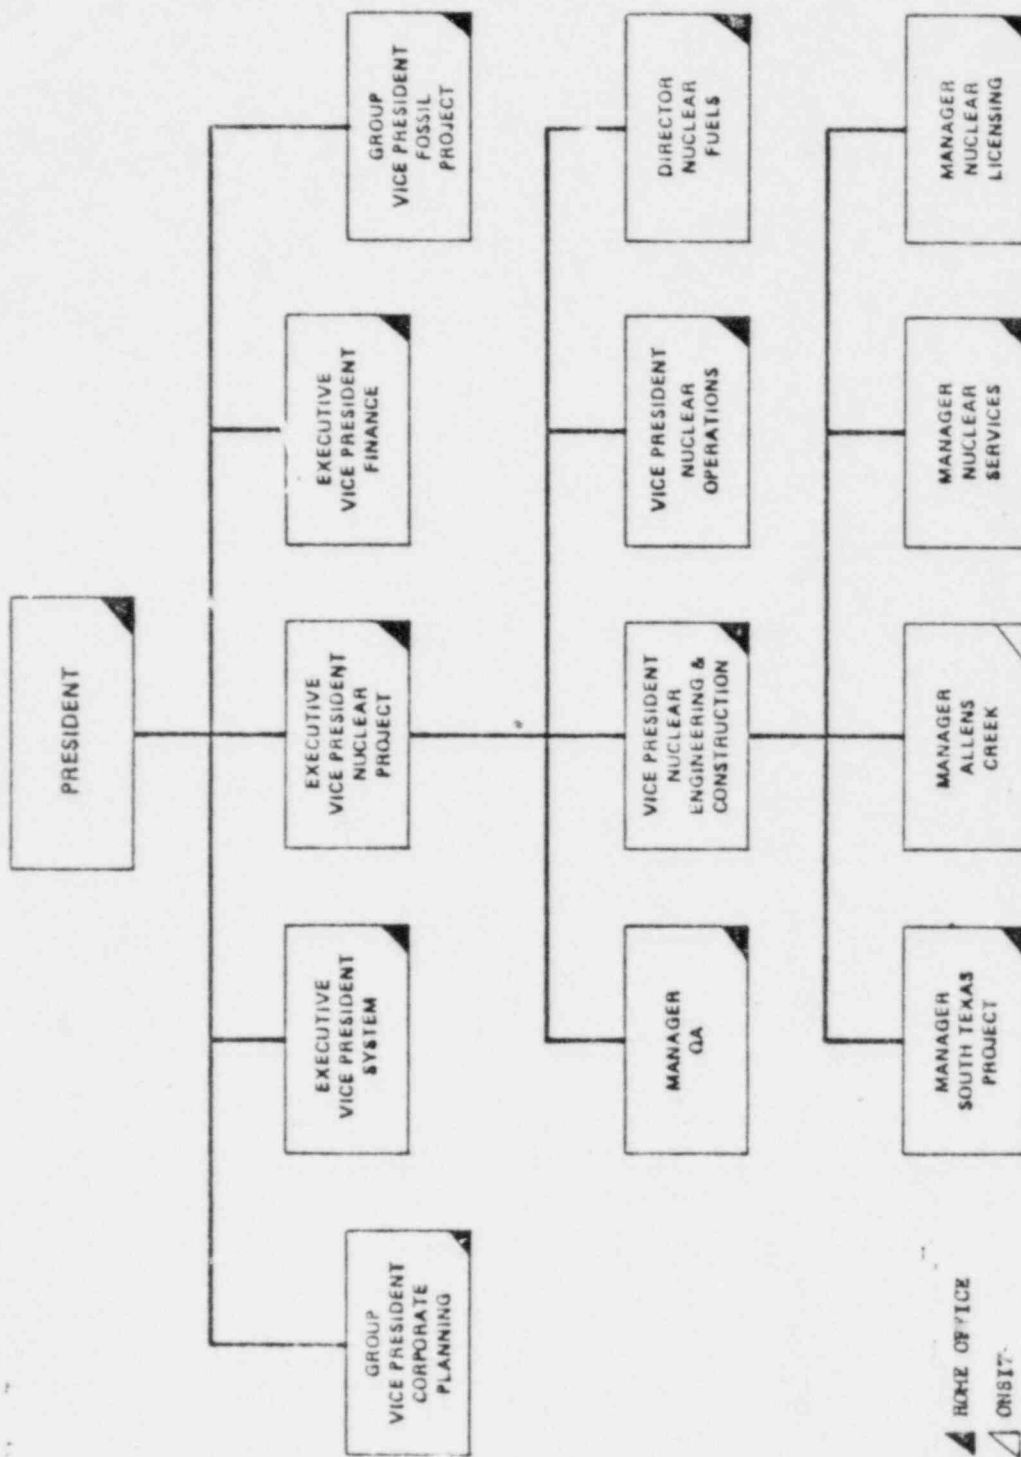 PRESIDENT
GROUP
VICE PRESIDENT
CORPORATE
PLANNING
EXECUTIVE
VICE PRESIDENT
SYSTEM
EXECUTIVE
VICE PRESIDENT
NUCLEAR
PROJECT
EXECUTIVE
VICE PRESIDENT
FINANCE
GROUP
VICE PRESIDENT
FOSSIL
PROJECT
MANAGER
QA
VICE PRESIDENT
NUCLEAR
ENGINEERING &
CONSTRUCTION
VICE PRESIDENT
NUCLEAR
OPERATIONS
DIRECTOR
NUCLEAR
FUELS
MANAGER
SOUTH TEXAS
PROJECT
MANAGER
ALLENS
CREEK
MANAGER
NUCLEAR
SERVICES
MANAGER
NUCLEAR
LICENSING
HOME OFFICE